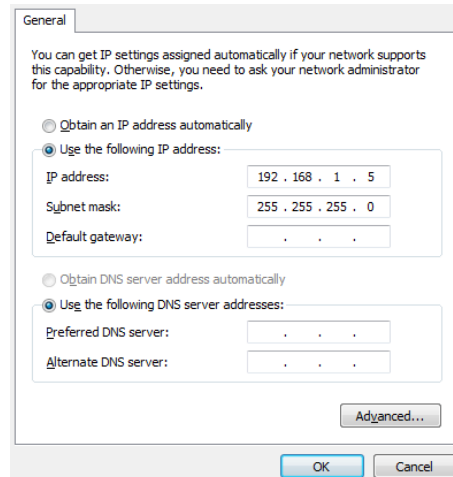 General
You can get IP settings assigned automatically if your network supports
this capability. Otherwise, you need to ask your network administrator
for the appropriate IP settings.
Obtain an IP address automatically
Use the following IP address:
IP address: 192 . 168 . 1 . 5
Subnet mask: 255 . 255 . 255 . 0
Default gateway: . . .
Obtain DNS server address automatically
Use the following DNS server addresses:
Preferred DNS server: . . .
Alternate DNS server: . . .
Advanced...
OK Cancel